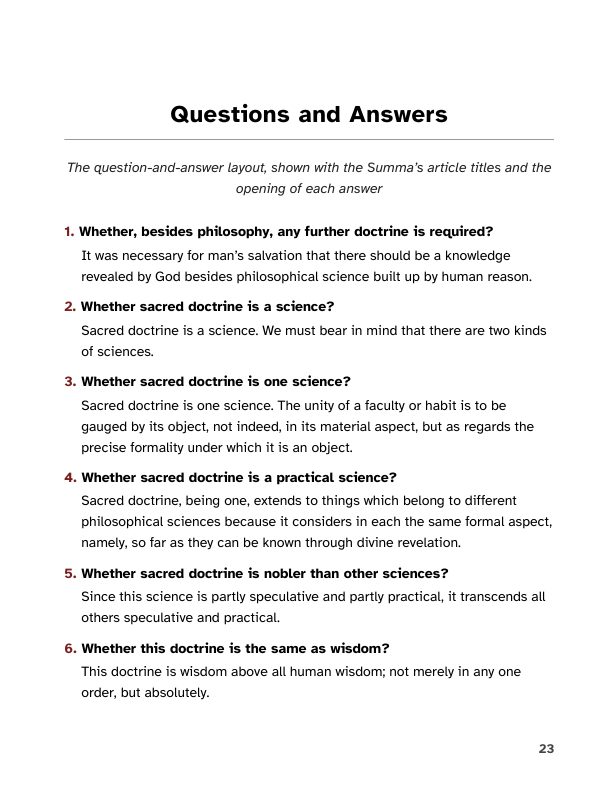 Questions and Answers
The question-and-answer layout, shown with the Summa’s article titles and the
opening of each answer
1. Whether, besides philosophy, any further doctrine is required?
It was necessary for man’s salvation that there should be a knowledge
revealed by God besides philosophical science built up by human reason.
2. Whether sacred doctrine is a science?
Sacred doctrine is a science. We must bear in mind that there are two kinds
of sciences.
3. Whether sacred doctrine is one science?
Sacred doctrine is one science. The unity of a faculty or habit is to be
gauged by its object, not indeed, in its material aspect, but as regards the
precise formality under which it is an object.
4. Whether sacred doctrine is a practical science?
Sacred doctrine, being one, extends to things which belong to different
philosophical sciences because it considers in each the same formal aspect,
namely, so far as they can be known through divine revelation.
5. Whether sacred doctrine is nobler than other sciences?
Since this science is partly speculative and partly practical, it transcends all
others speculative and practical.
6. Whether this doctrine is the same as wisdom?
This doctrine is wisdom above all human wisdom; not merely in any one
order, but absolutely.
23